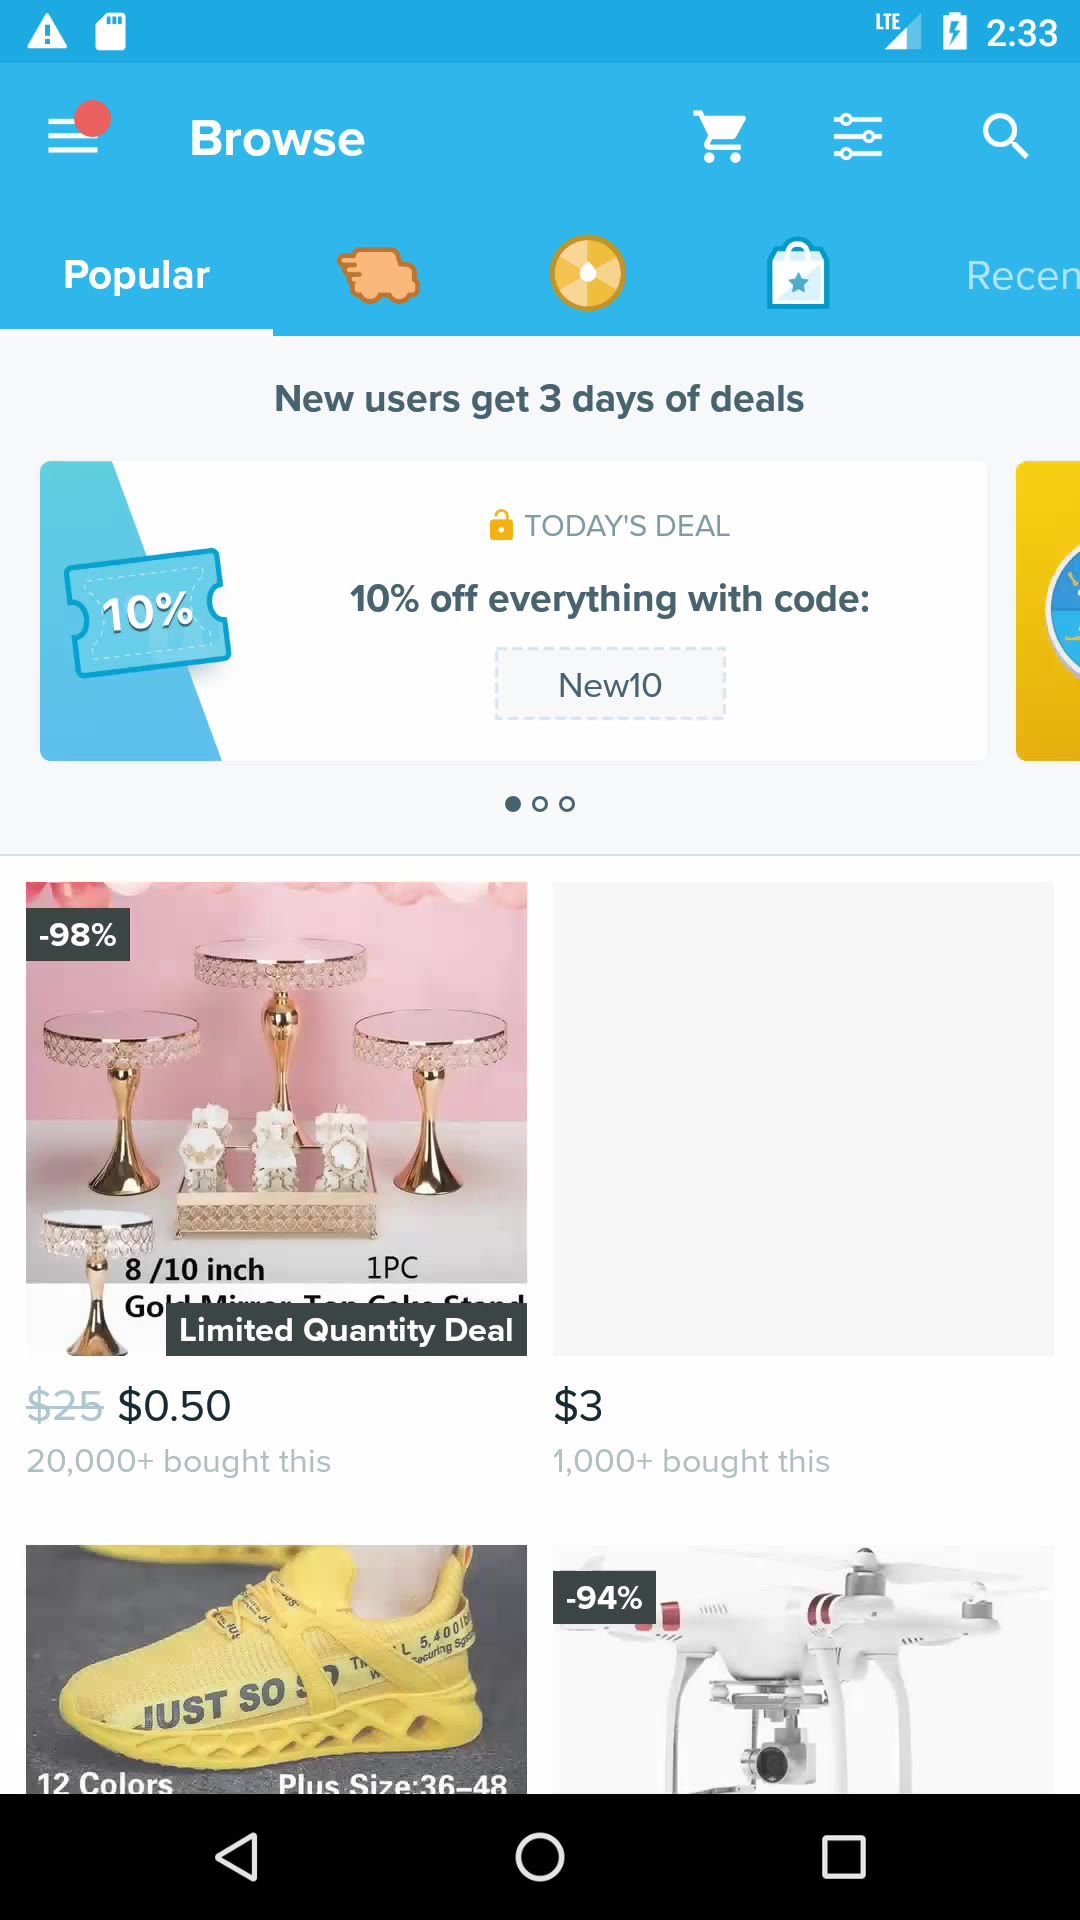 LTE 2:33
Browse
Popular
Recen
New users get 3 days of deals
TODAY'S DEAL
10%
10% off everything with code:
New10
-98%
8 /10 inch 1PC
Limited Quantity Deal
$25 $0.50
20,000+ bought this
$3
1,000+ bought this
JUST SO SO
12 Colors Plus Size:36–48
-94%